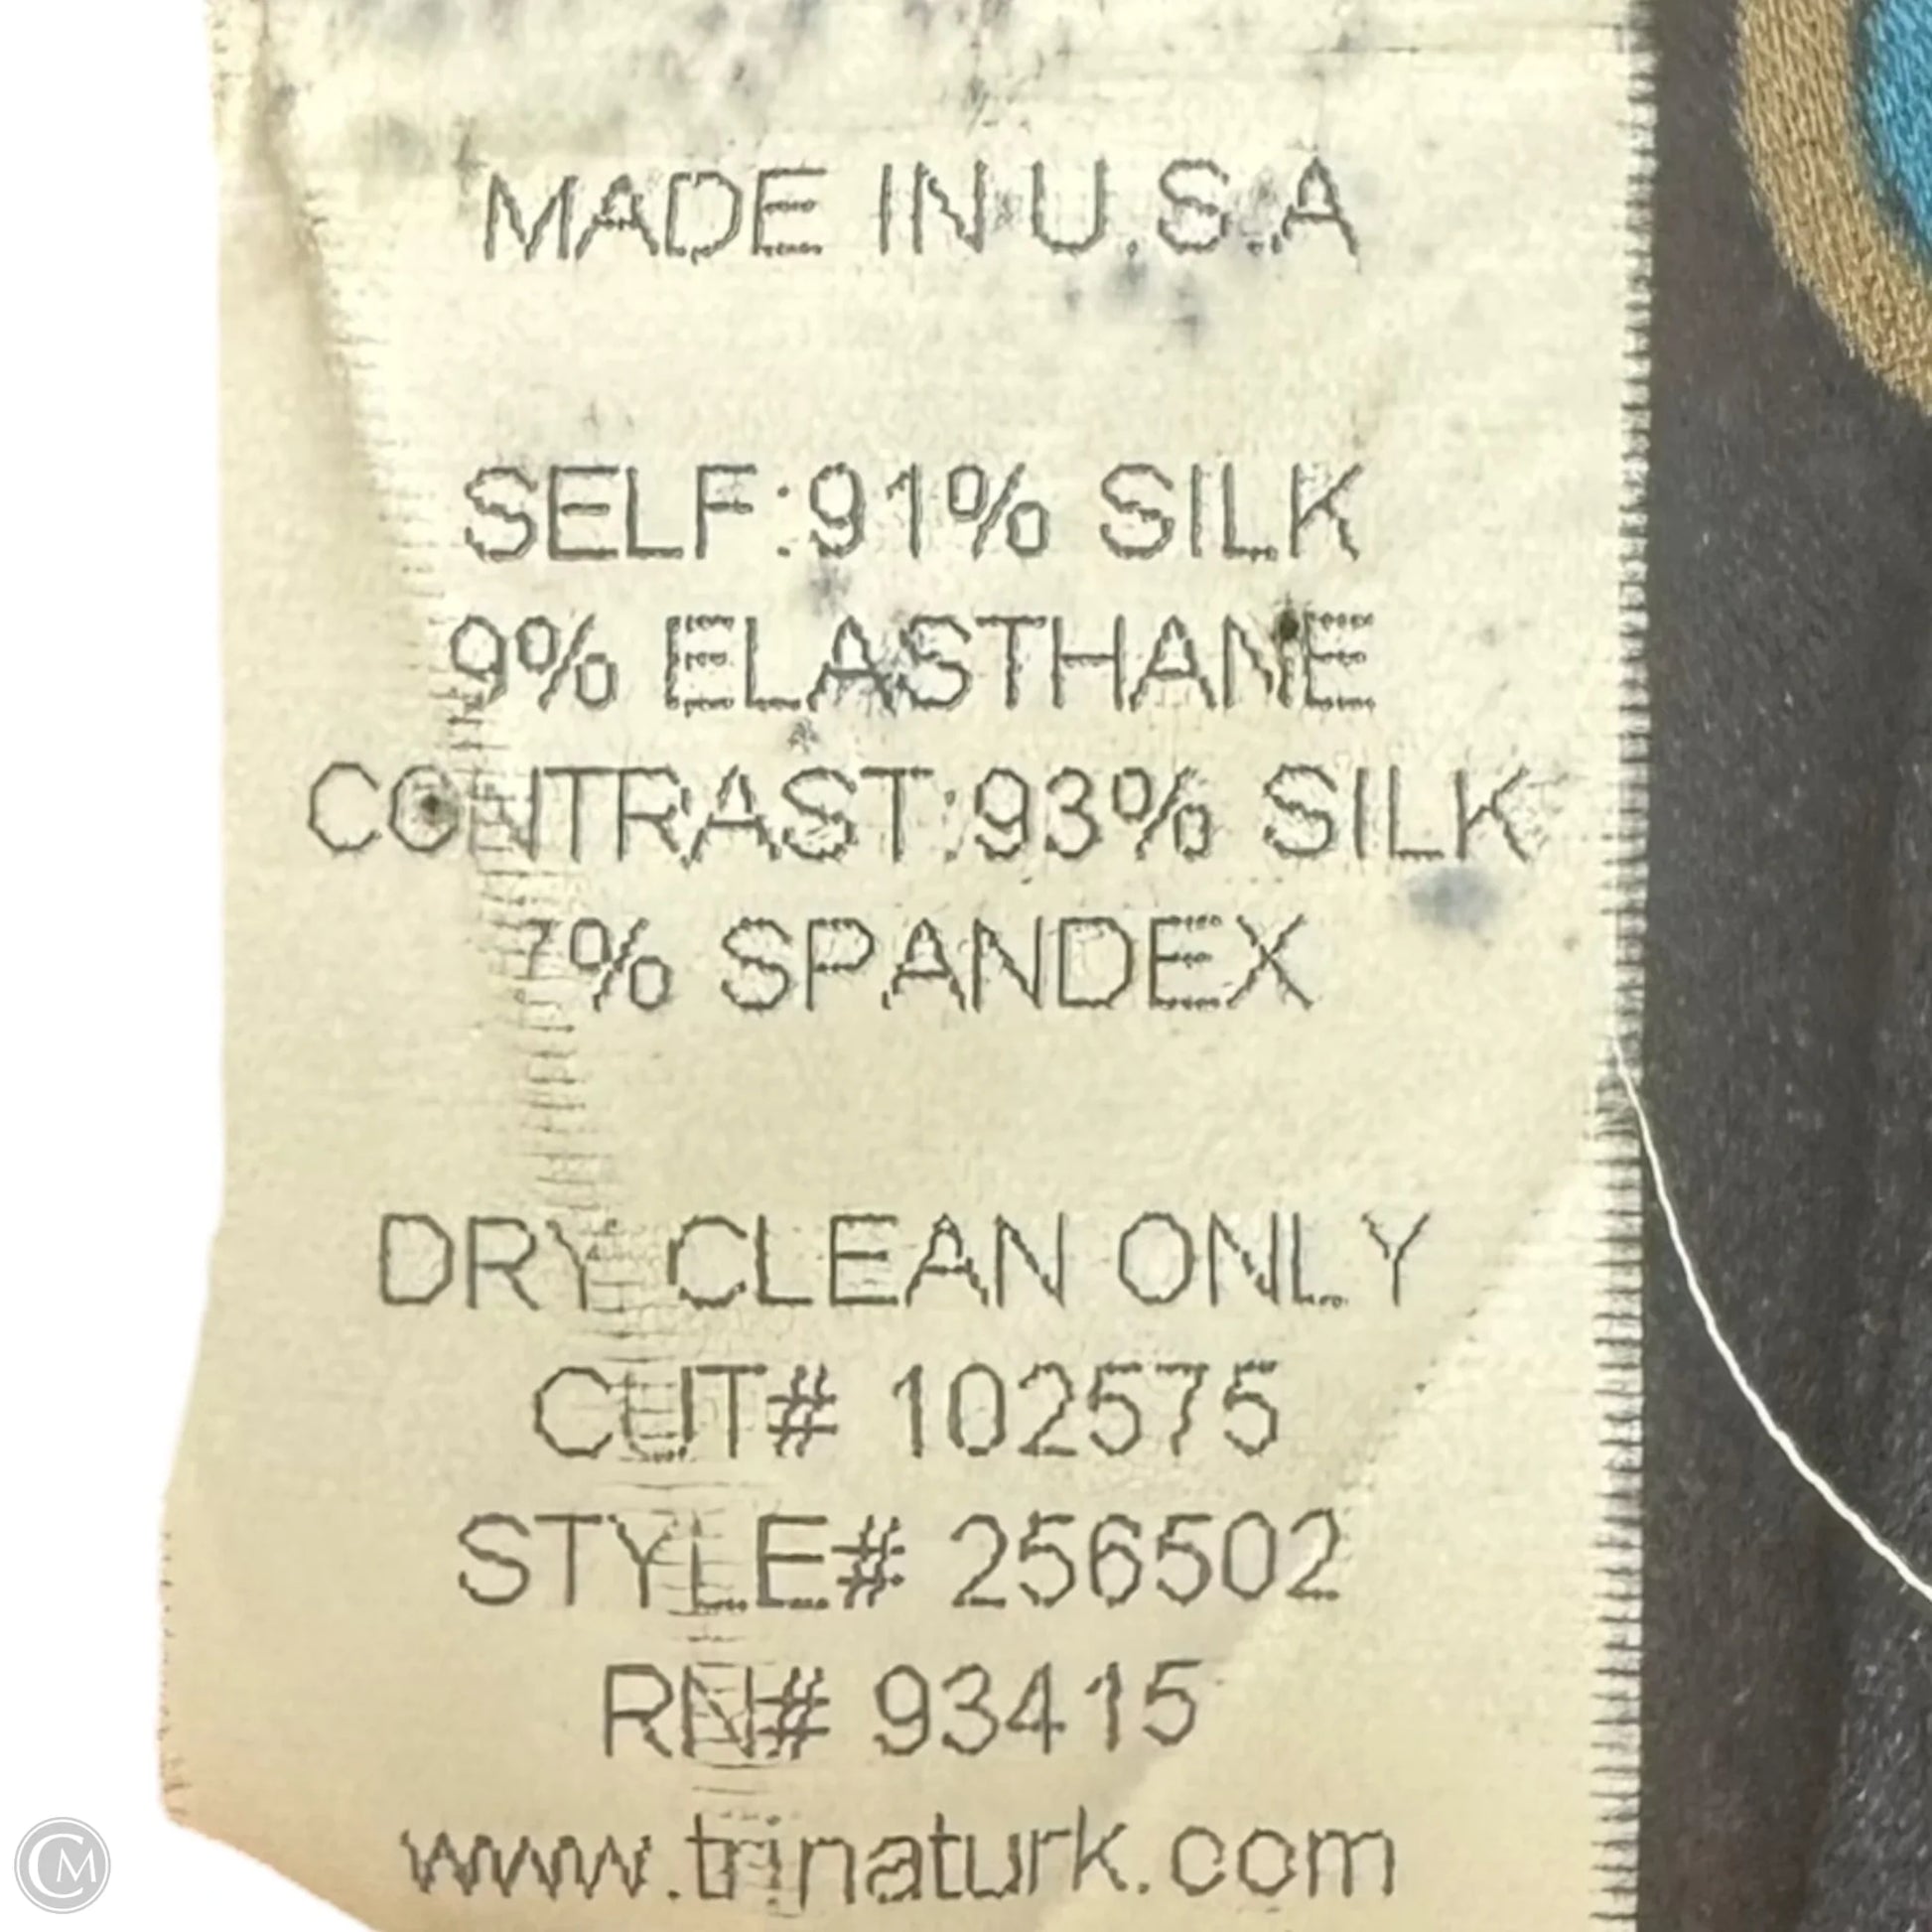 MADE IN U.S.A
SELF:91% SILK
9% ELASTHANE
CONTRAST:93% SILK
7% SPANDEX
DRY CLEAN ONLY
CUT# 102575
STYLE# 256502
RN# 93415
www.trinaturk.com
CM